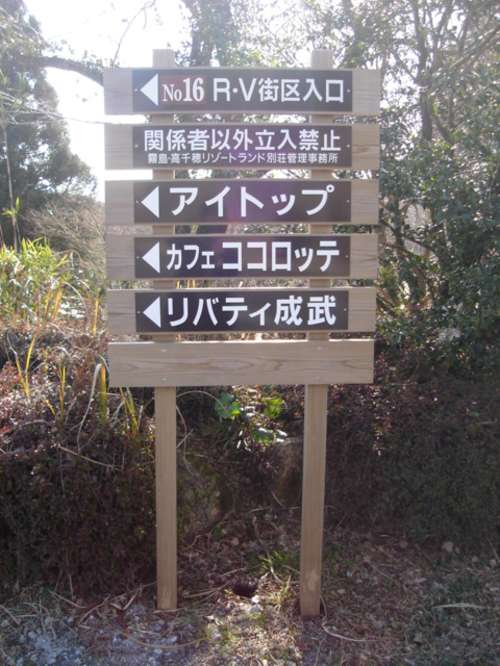 ◀ No16 R・V街区入口
関係者以外立入禁止
霧島・高千穂リゾートランド別荘管理事務所
◀ アイトップ
◀ カフェ ココロッテ
◀ リバティ成武